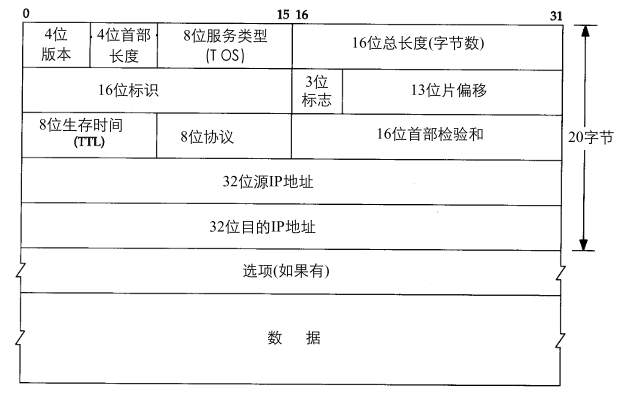 0 15 16 31
4位
版本
4位首部
长度
8位服务类型
(T OS)
16位总长度(字节数)
16位标识
3位
标志
13位片偏移
8位生存时间
(TTL)
8位协议
16位首部检验和
20字节
32位源IP地址
32位目的IP地址
选项(如果有)
数 据